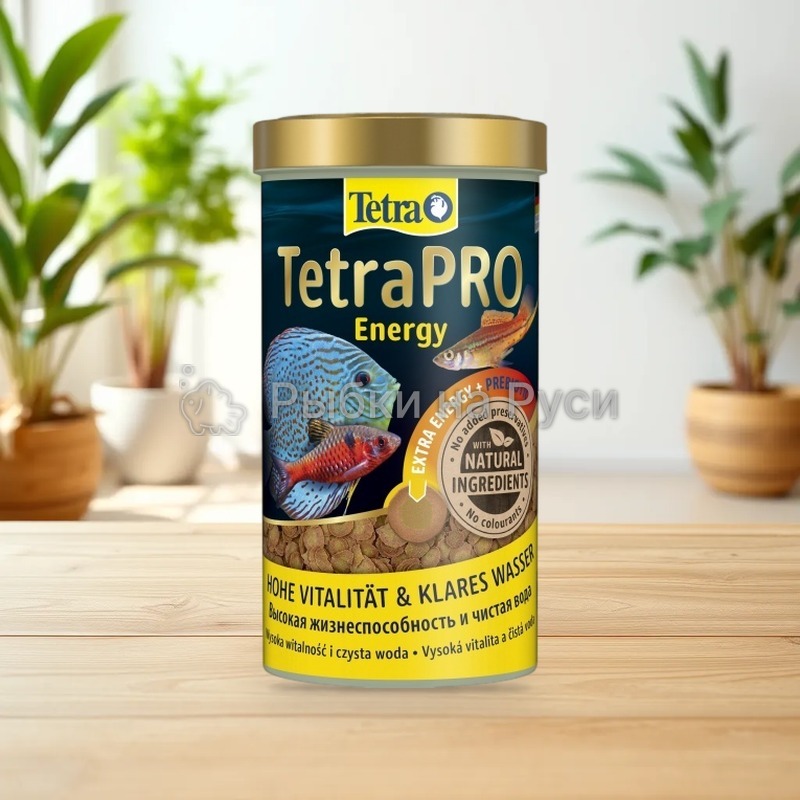 Tetra
TetraPRO
Energy
Рыбки на Руси
EXTRA ENERGY + PREBIOTICS
No added preservatives
WITH
NATURAL
INGREDIENTS
No colourants
HOHE VITALITÄT & KLARES WASSER
Высокая жизнеспособность и чистая вода
Wysoka witalność i czysta woda • Vysoká vitalita a čistá voda